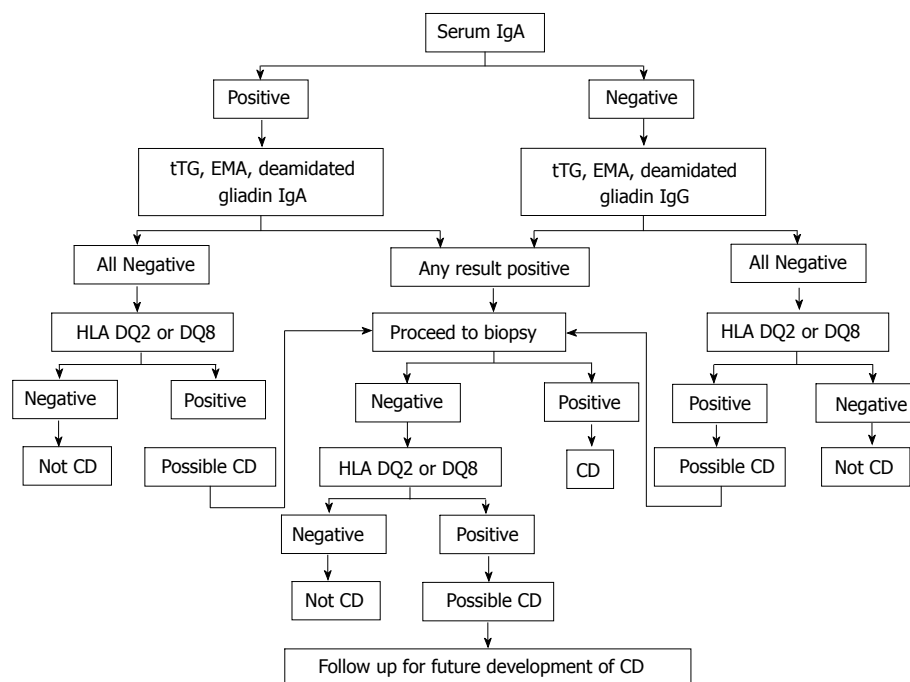 Serum IgA
Positive
Negative
tTG, EMA, deamidated
gliadin IgA
tTG, EMA, deamidated
gliadin IgG
All Negative
Any result positive
All Negative
HLA DQ2 or DQ8
Proceed to biopsy
HLA DQ2 or DQ8
Negative
Positive
Negative
Positive
Positive
Negative
Not CD
Possible CD
HLA DQ2 or DQ8
CD
Possible CD
Not CD
Negative
Positive
Not CD
Possible CD
Follow up for future development of CD